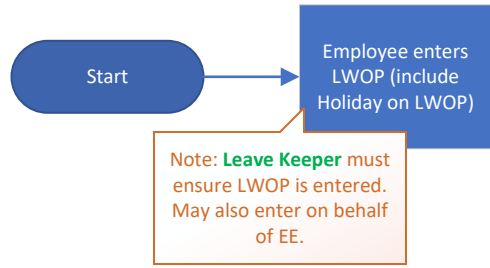 Start
Employee enters
LWOP (include
Holiday on LWOP)
Note: Leave Keeper must
ensure LWOP is entered.
May also enter on behalf
of EE.